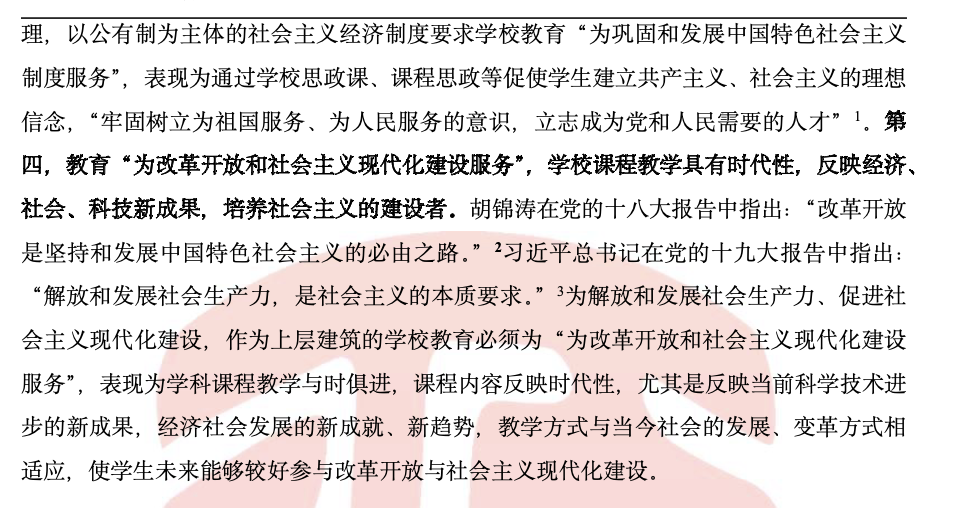 理，以公有制为主体的社会主义经济制度要求学校教育“为巩固和发展中国特色社会主义
制度服务”，表现为通过学校思政课、课程思政等促使学生建立共产主义、社会主义的理想
信念，“牢固树立为祖国服务、为人民服务的意识，立志成为党和人民需要的人才”1。第
四，教育“为改革开放和社会主义现代化建设服务”，学校课程教学具有时代性，反映经济、
社会、科技新成果，培养社会主义的建设者。胡锦涛在党的十八大报告中指出：“改革开放
是坚持和发展中国特色社会主义的必由之路。”2习近平总书记在党的十九大报告中指出：
“解放和发展社会生产力，是社会主义的本质要求。”3为解放和发展社会生产力、促进社
会主义现代化建设，作为上层建筑的学校教育必须为“为改革开放和社会主义现代化建设
服务”，表现为学科课程教学与时俱进，课程内容反映时代性，尤其是反映当前科学技术进
步的新成果，经济社会发展的新成就、新趋势，教学方式与当今社会的发展、变革方式相
适应，使学生未来能够较好参与改革开放与社会主义现代化建设。